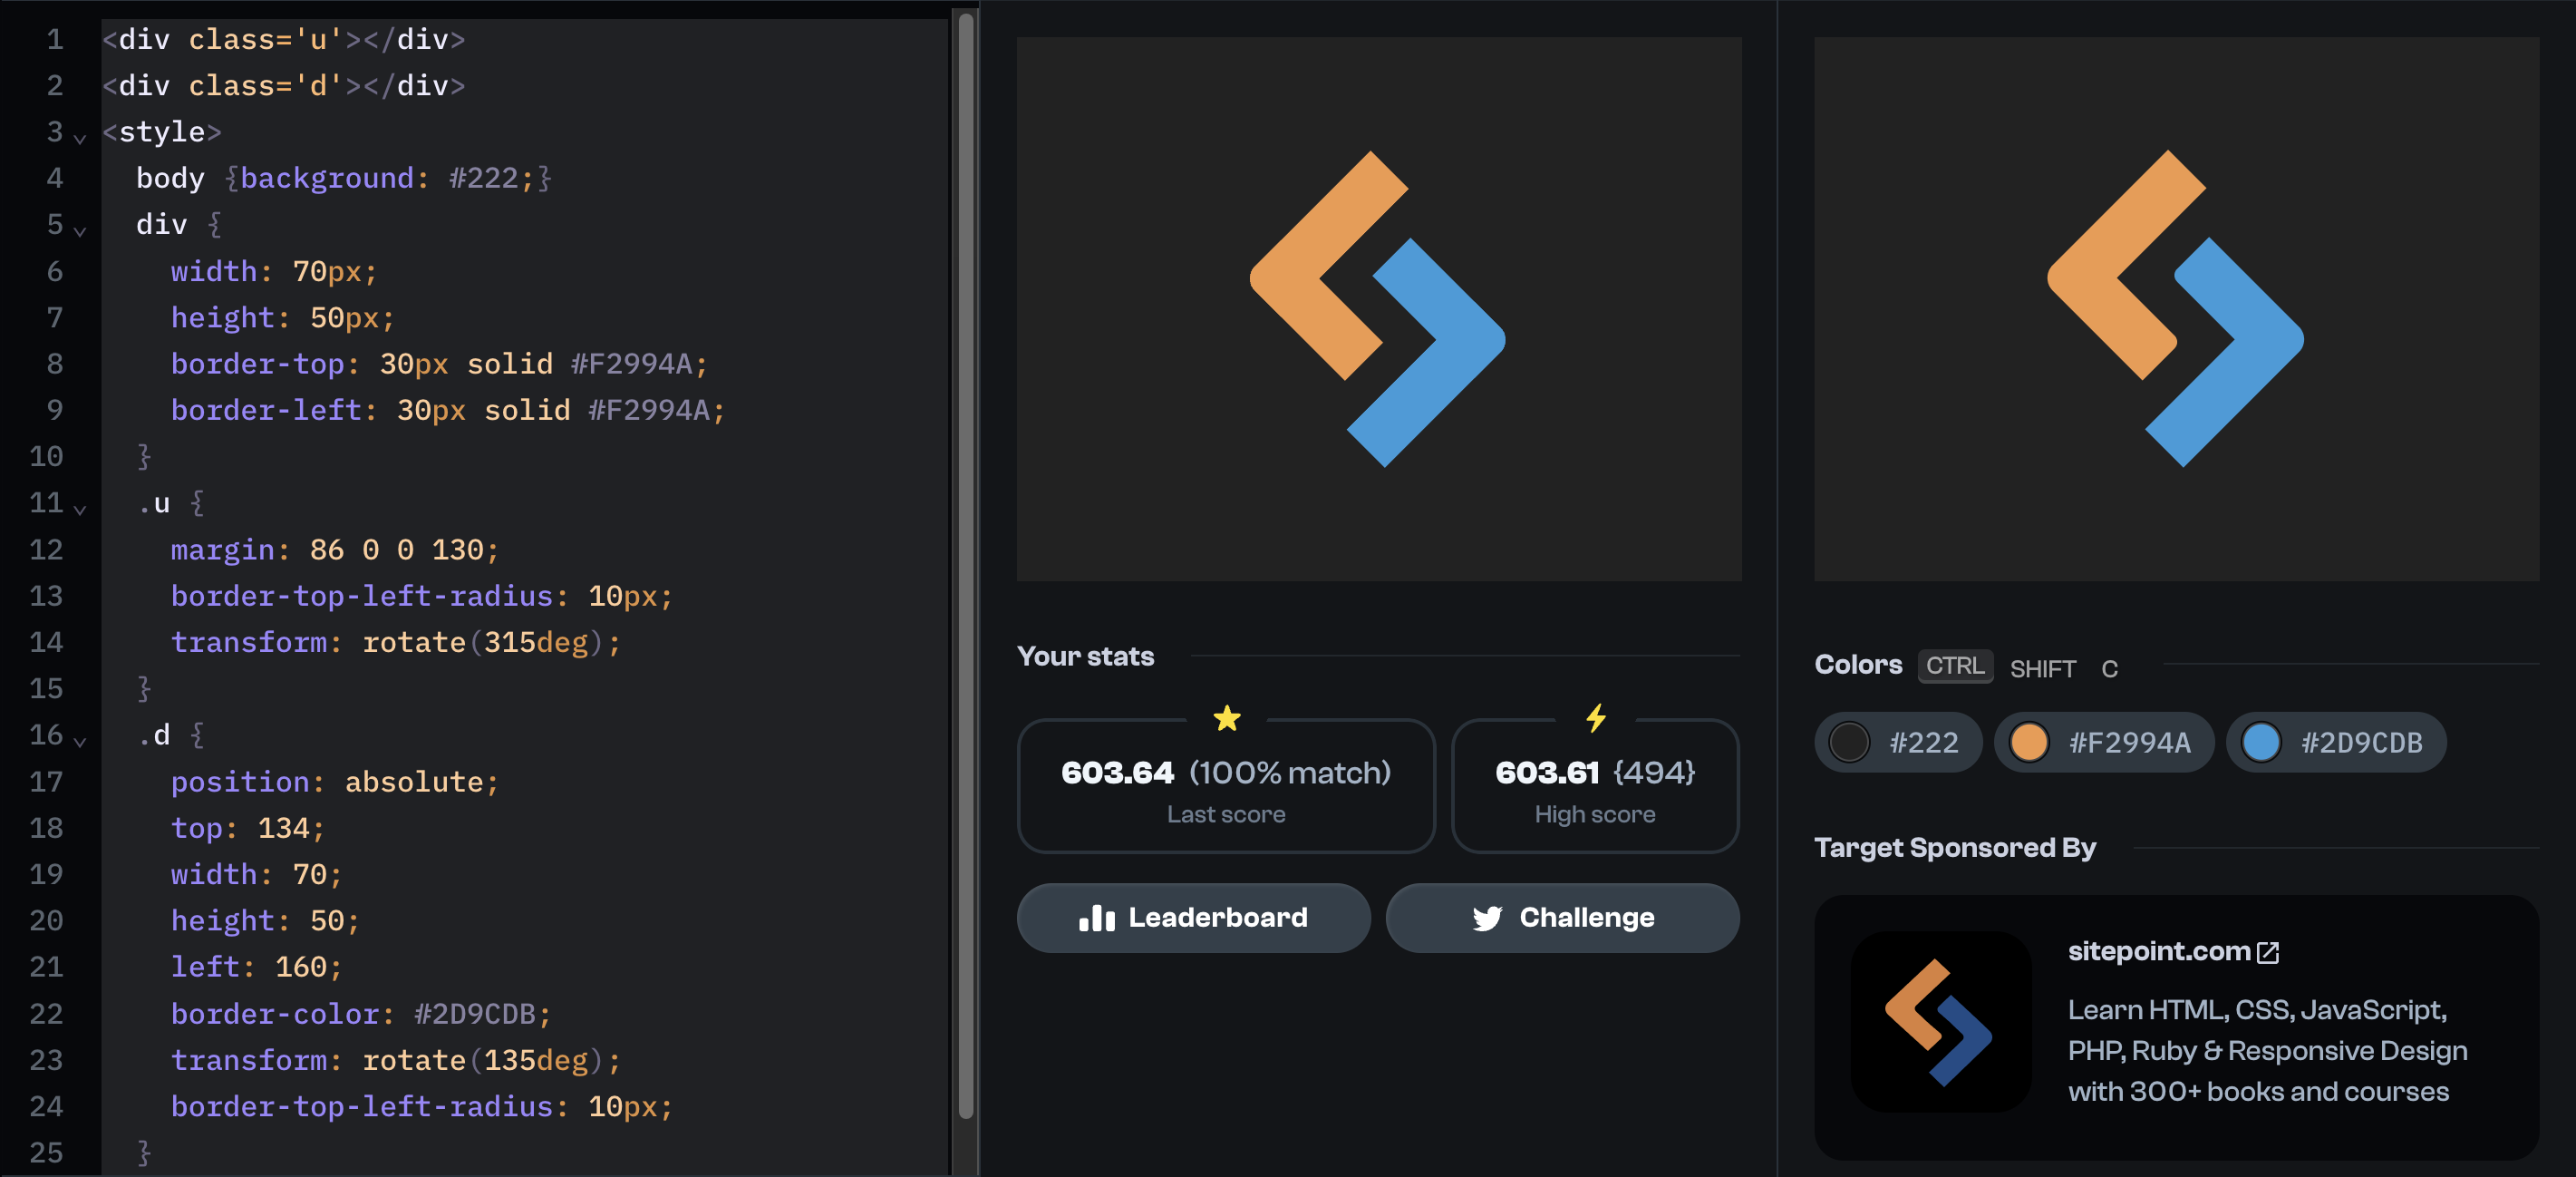 1 <div class='u'></div>
2 <div class='d'></div>
3 <style>
4 body {background: #222;}
5 div {
6 width: 70px;
7 height: 50px;
8 border-top: 30px solid #F2994A;
9 border-left: 30px solid #F2994A;
10 }
11 .u {
12 margin: 86 0 0 130;
13 border-top-left-radius: 10px;
14 transform: rotate(315deg);
15 }
16 .d {
17 position: absolute;
18 top: 134;
19 width: 70;
20 height: 50;
21 left: 160;
22 border-color: #2D9CDB;
23 transform: rotate(135deg);
24 border-top-left-radius: 10px;
25 }
Your stats
603.64 (100% match)
Last score
603.61 {494}
High score
Leaderboard
Challenge
Colors CTRL SHIFT C
#222 #F2994A #2D9CDB
Target Sponsored By
sitepoint.com
Learn HTML, CSS, JavaScript,
PHP, Ruby & Responsive Design
with 300+ books and courses